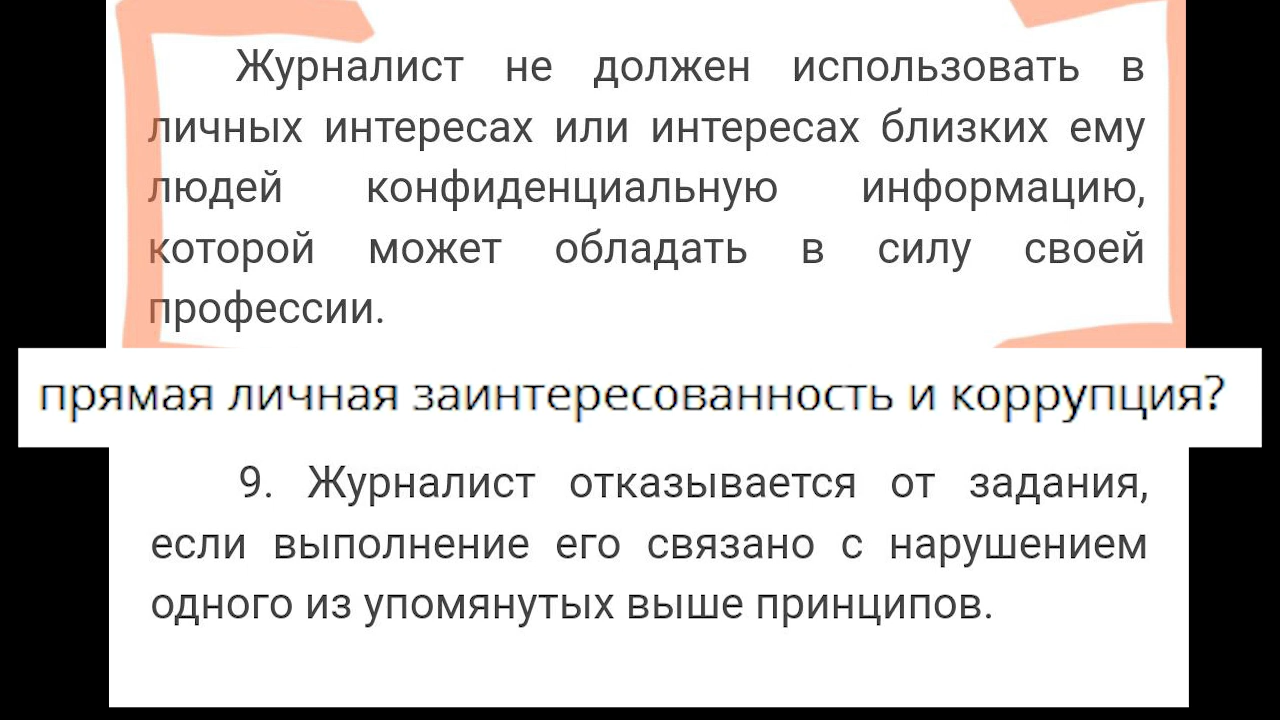 Журналист не должен использовать в
личных интересах или интересах близких ему
людей конфиденциальную информацию,
которой может обладать в силу своей
профессии.
прямая личная заинтересованность и коррупция?
9. Журналист отказывается от задания,
если выполнение его связано с нарушением
одного из упомянутых выше принципов.